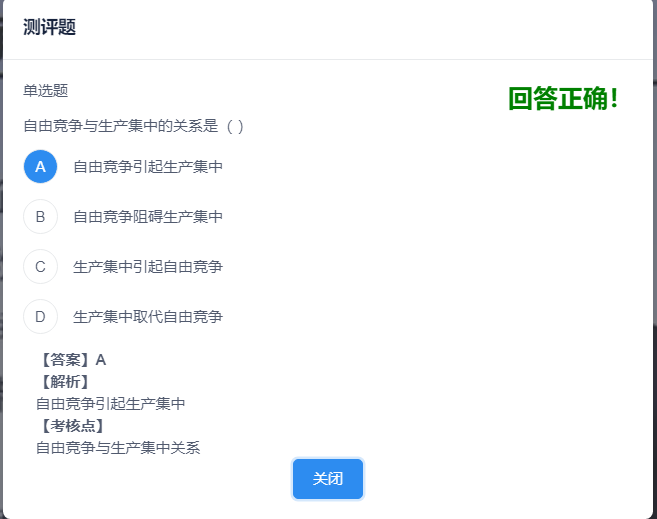 测评题
单选题
回答正确!
自由竞争与生产集中的关系是（ ）
A 自由竞争引起生产集中
B 自由竞争阻碍生产集中
C 生产集中引起自由竞争
D 生产集中取代自由竞争
【答案】A
【解析】
自由竞争引起生产集中
【考核点】
自由竞争与生产集中关系
关闭